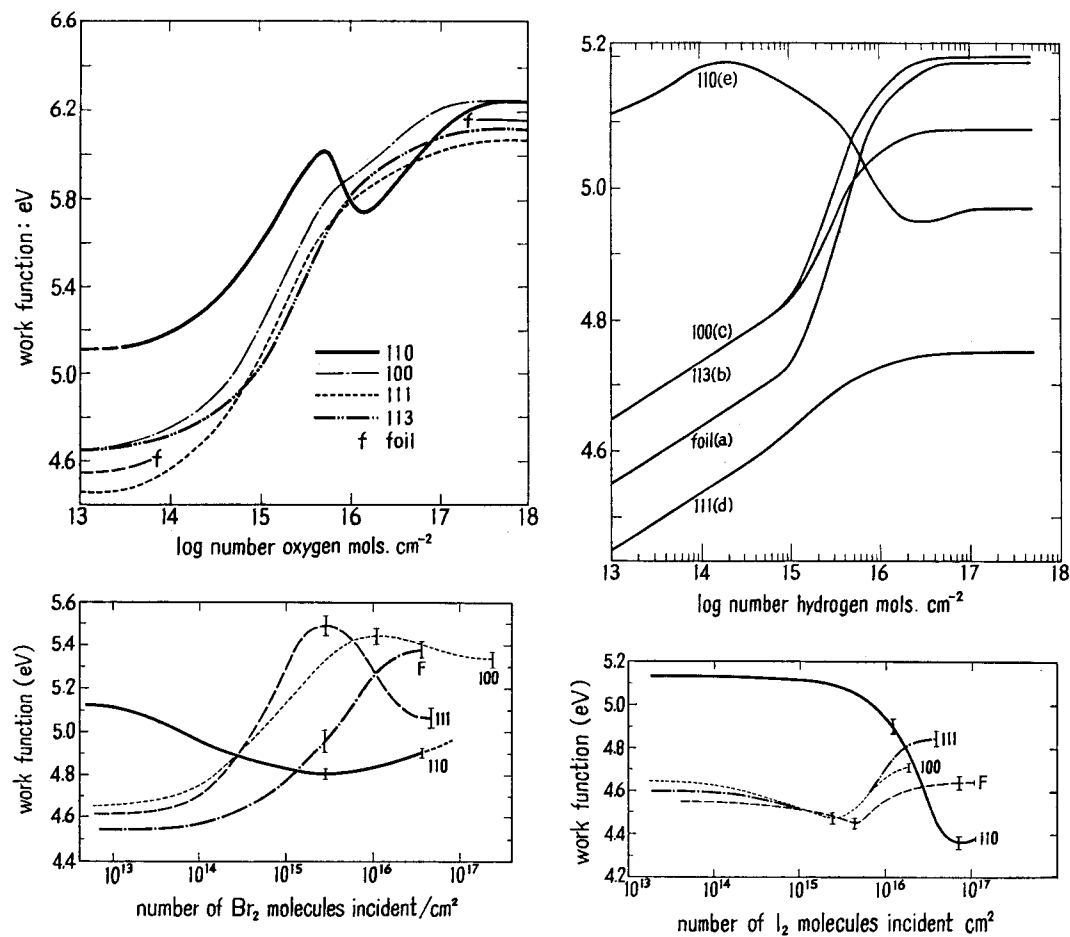 6.6
6.2
5.8
5.4
5.0
4.6
work function: eV
f
f
110
100
111
113
f foil
13 14 15 16 17 18
log number oxygen mols. cm⁻²
5.2
5.0
4.8
4.6
110(e)
100(c)
113(b)
foil(a)
111(d)
13 14 15 16 17 18
log number hydrogen mols. cm⁻²
5.6
5.4
5.2
5.0
4.8
4.6
4.4
work function (eV)
F
100
111
110
10¹³ 10¹⁴ 10¹⁵ 10¹⁶ 10¹⁷
number of Br₂ molecules incident/cm²
5.2
5.0
4.8
4.6
4.4
4.2
work function (eV)
111
100
F
110
10¹³ 10¹⁴ 10¹⁵ 10¹⁶ 10¹⁷
number of I₂ molecules incident cm²